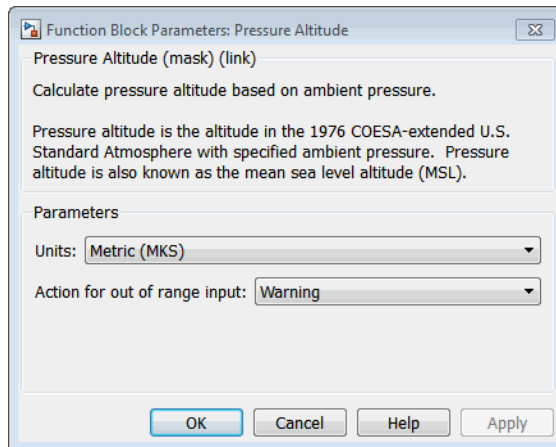 Function Block Parameters: Pressure Altitude
Pressure Altitude (mask) (link)
Calculate pressure altitude based on ambient pressure.
Pressure altitude is the altitude in the 1976 COESA-extended U.S.
Standard Atmosphere with specified ambient pressure.  Pressure
altitude is also known as the mean sea level altitude (MSL).
Parameters
Units: Metric (MKS)
Action for out of range input: Warning
OK Cancel Help Apply